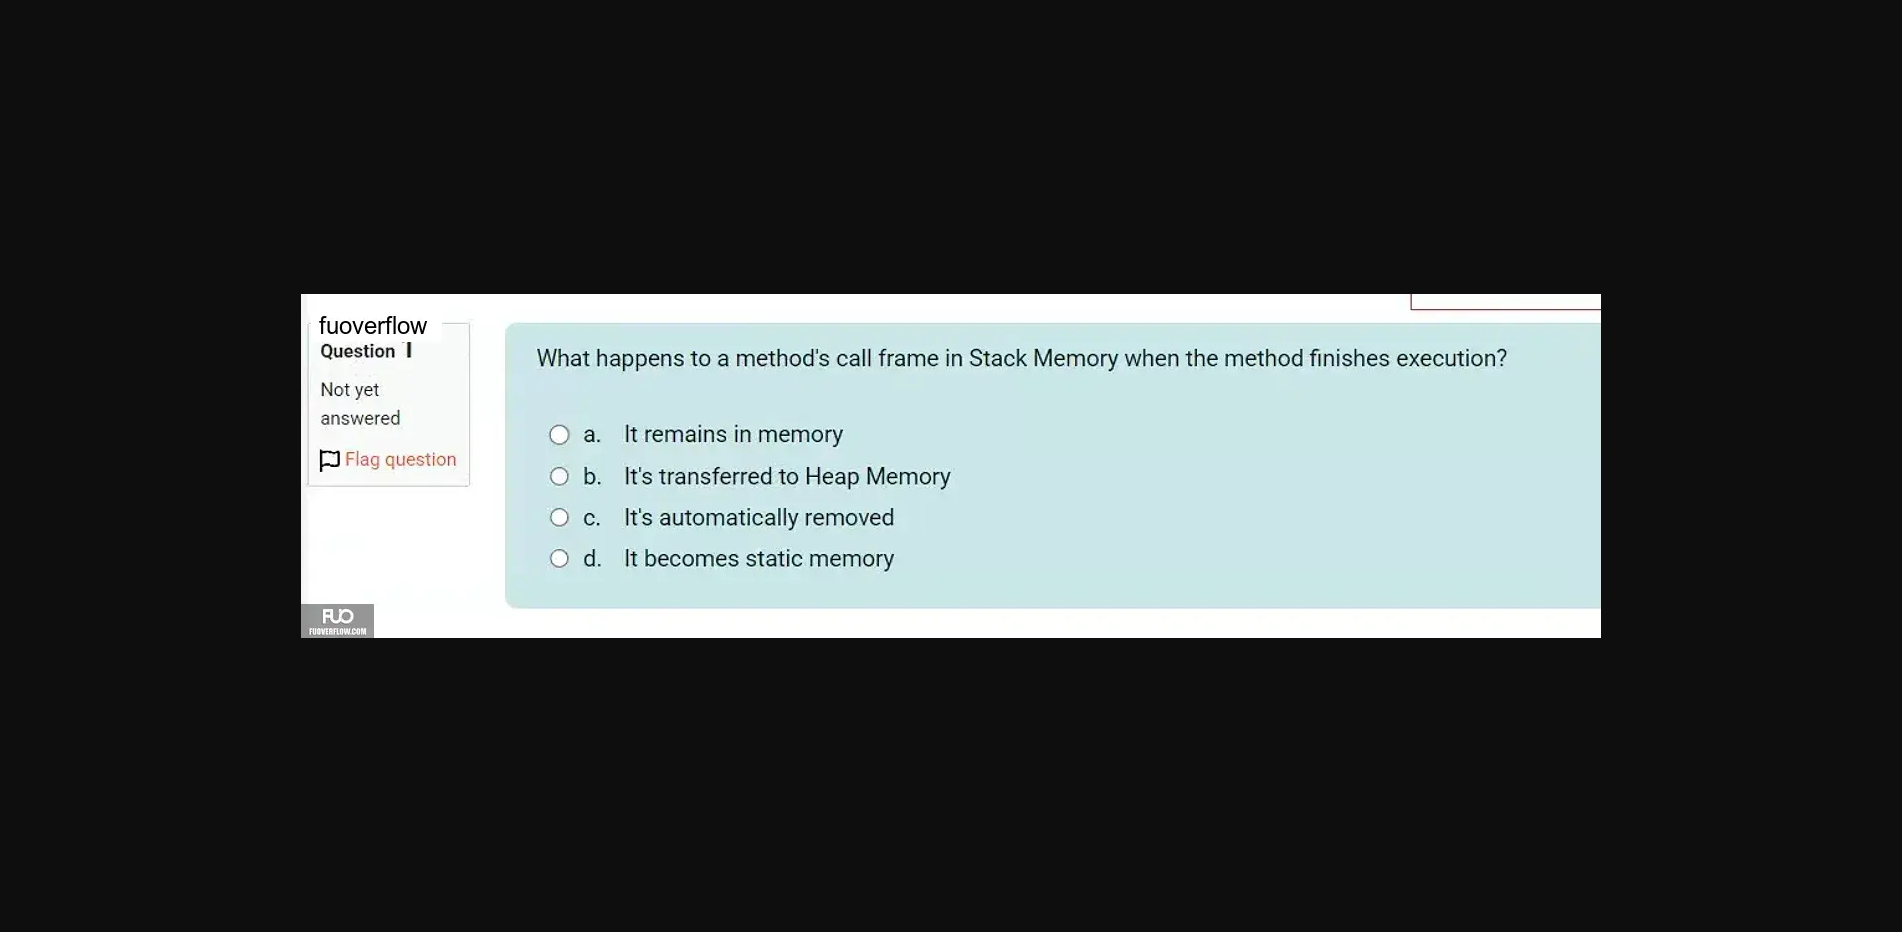 fuoverflow
Question 1
Not yet
answered
Flag question
What happens to a method's call frame in Stack Memory when the method finishes execution?
a. It remains in memory
b. It's transferred to Heap Memory
c. It's automatically removed
d. It becomes static memory
FUO
FUOVERFLOW.COM